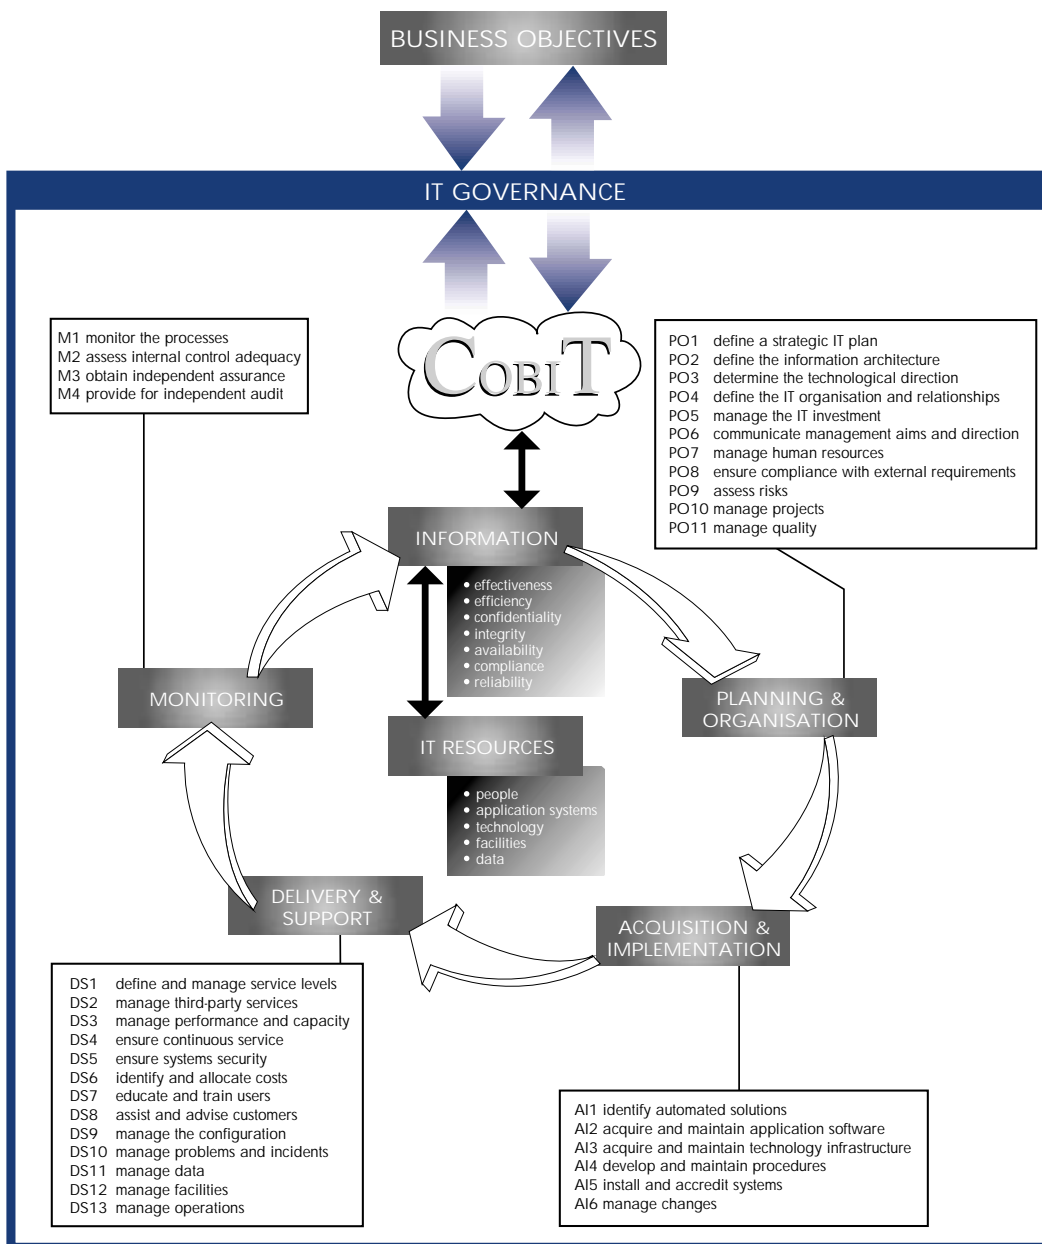 BUSINESS OBJECTIVES
IT GOVERNANCE
COBIT
M1 monitor the processes
M2 assess internal control adequacy
M3 obtain independent assurance
M4 provide for independent audit
PO1 define a strategic IT plan
PO2 define the information architecture
PO3 determine the technological direction
PO4 define the IT organisation and relationships
PO5 manage the IT investment
PO6 communicate management aims and direction
PO7 manage human resources
PO8 ensure compliance with external requirements
PO9 assess risks
PO10 manage projects
PO11 manage quality
INFORMATION
• effectiveness
• efficiency
• confidentiality
• integrity
• availability
• compliance
• reliability
MONITORING
PLANNING &
ORGANISATION
IT RESOURCES
• people
• application systems
• technology
• facilities
• data
DELIVERY &
SUPPORT
ACQUISITION &
IMPLEMENTATION
DS1 define and manage service levels
DS2 manage third-party services
DS3 manage performance and capacity
DS4 ensure continuous service
DS5 ensure systems security
DS6 identify and allocate costs
DS7 educate and train users
DS8 assist and advise customers
DS9 manage the configuration
DS10 manage problems and incidents
DS11 manage data
DS12 manage facilities
DS13 manage operations
AI1 identify automated solutions
AI2 acquire and maintain application software
AI3 acquire and maintain technology infrastructure
AI4 develop and maintain procedures
AI5 install and accredit systems
AI6 manage changes